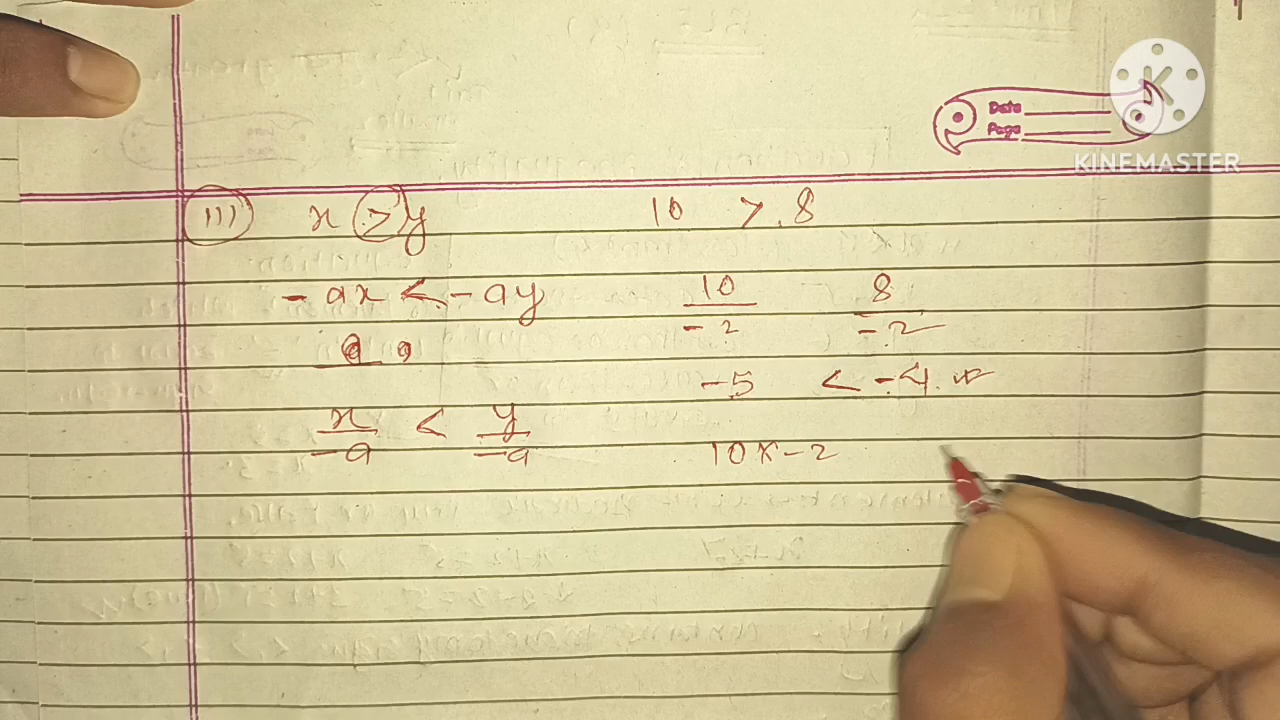 Date
Page
KINEMASTER
III) x > y 10 > 8
- ax < - ay 10/-2 8/-2
-5 < -4
x/-a < y/-a 10 x - 2